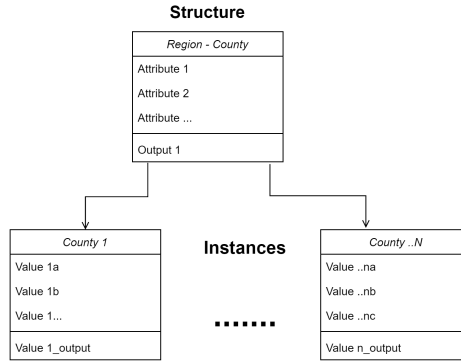 Structure
Region - County
Attribute 1
Attribute 2
Attribute ...
Output 1
County 1
Value 1a
Value 1b
Value 1...
Value 1_output
Instances
.......
County ..N
Value ..na
Value ..nb
Value ..nc
Value n_output